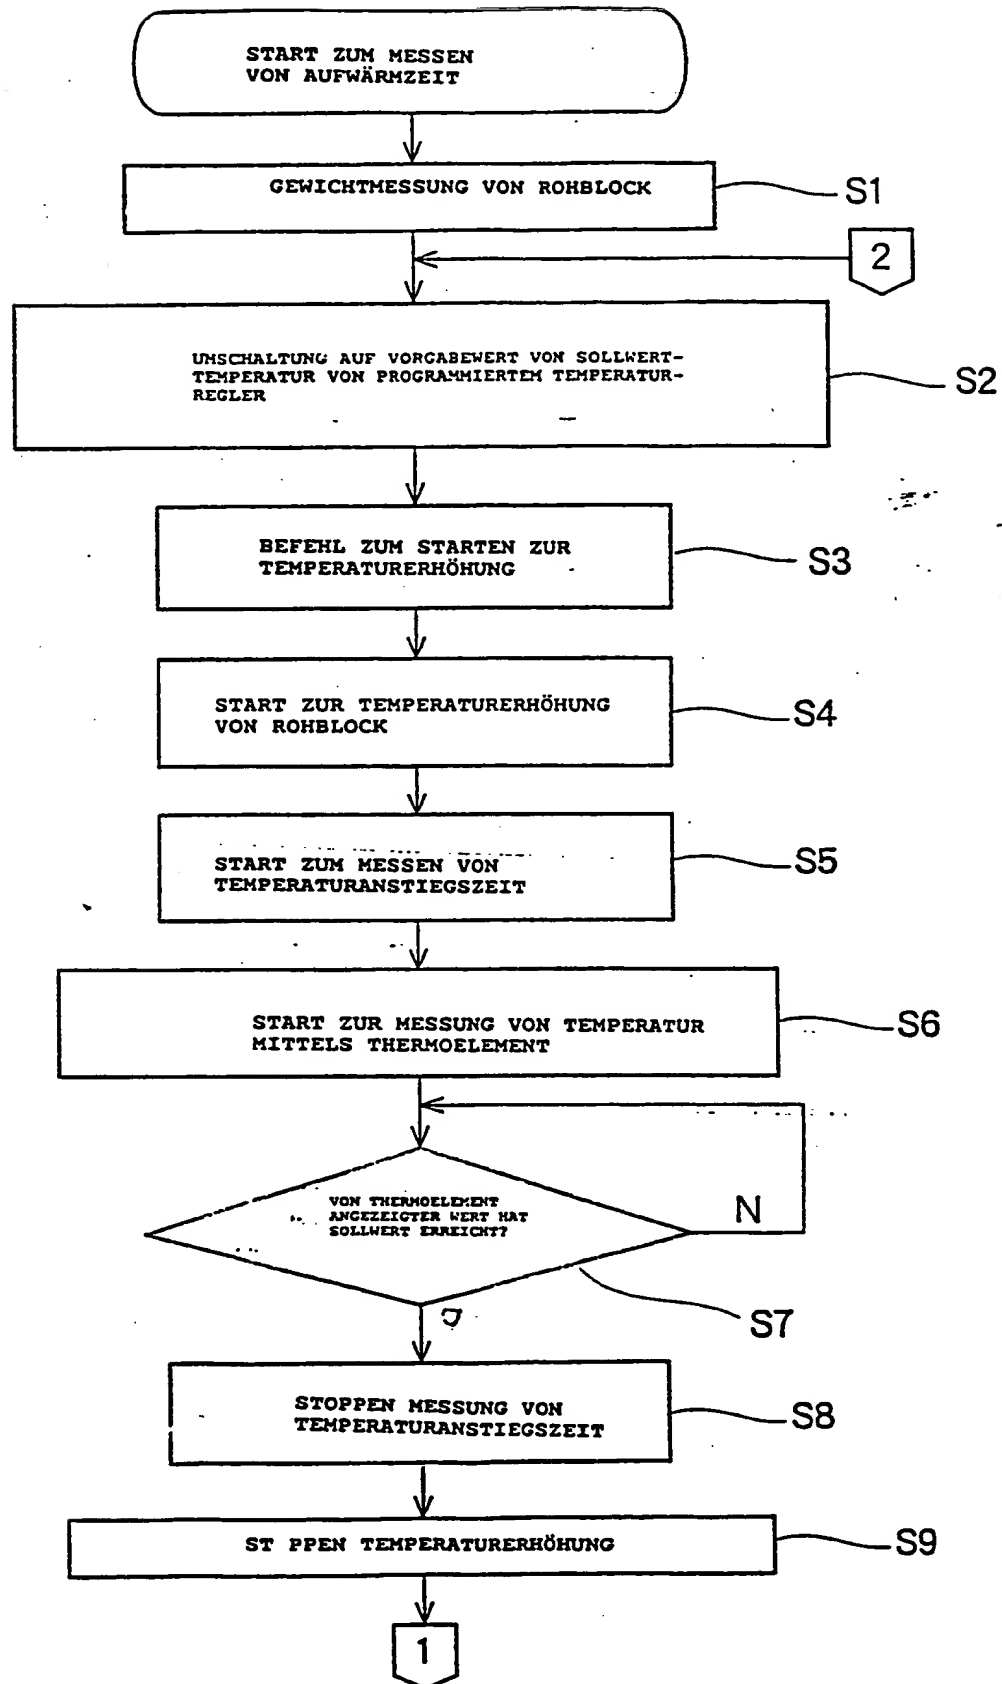 START ZUM MESSEN
VON AUFWÄRMZEIT
GEWICHTMESSUNG VON ROHBLOCK
S1
2
UMSCHALTUNG AUF VORGABEWERT VON SOLLWERT-
TEMPERATUR VON PROGRAMMIERTEM TEMPERATUR-
REGLER
S2
BEFEHL ZUM STARTEN ZUR
TEMPERATURERHÖHUNG
S3
START ZUR TEMPERATURERHÖHUNG
VON ROHBLOCK
S4
START ZUM MESSEN VON
TEMPERATURANSTIEGSZEIT
S5
START ZUR MESSUNG VON TEMPERATUR
MITTELS THERMOELEMENT
S6
VON THERMOELEMENT
ANGEZEIGTER WERT HAT
SOLLWERT ERREICHT?
N
S7
J
STOPPEN MESSUNG VON
TEMPERATURANSTIEGSZEIT
S8
ST PPEN TEMPERATURERHÖHUNG
S9
1